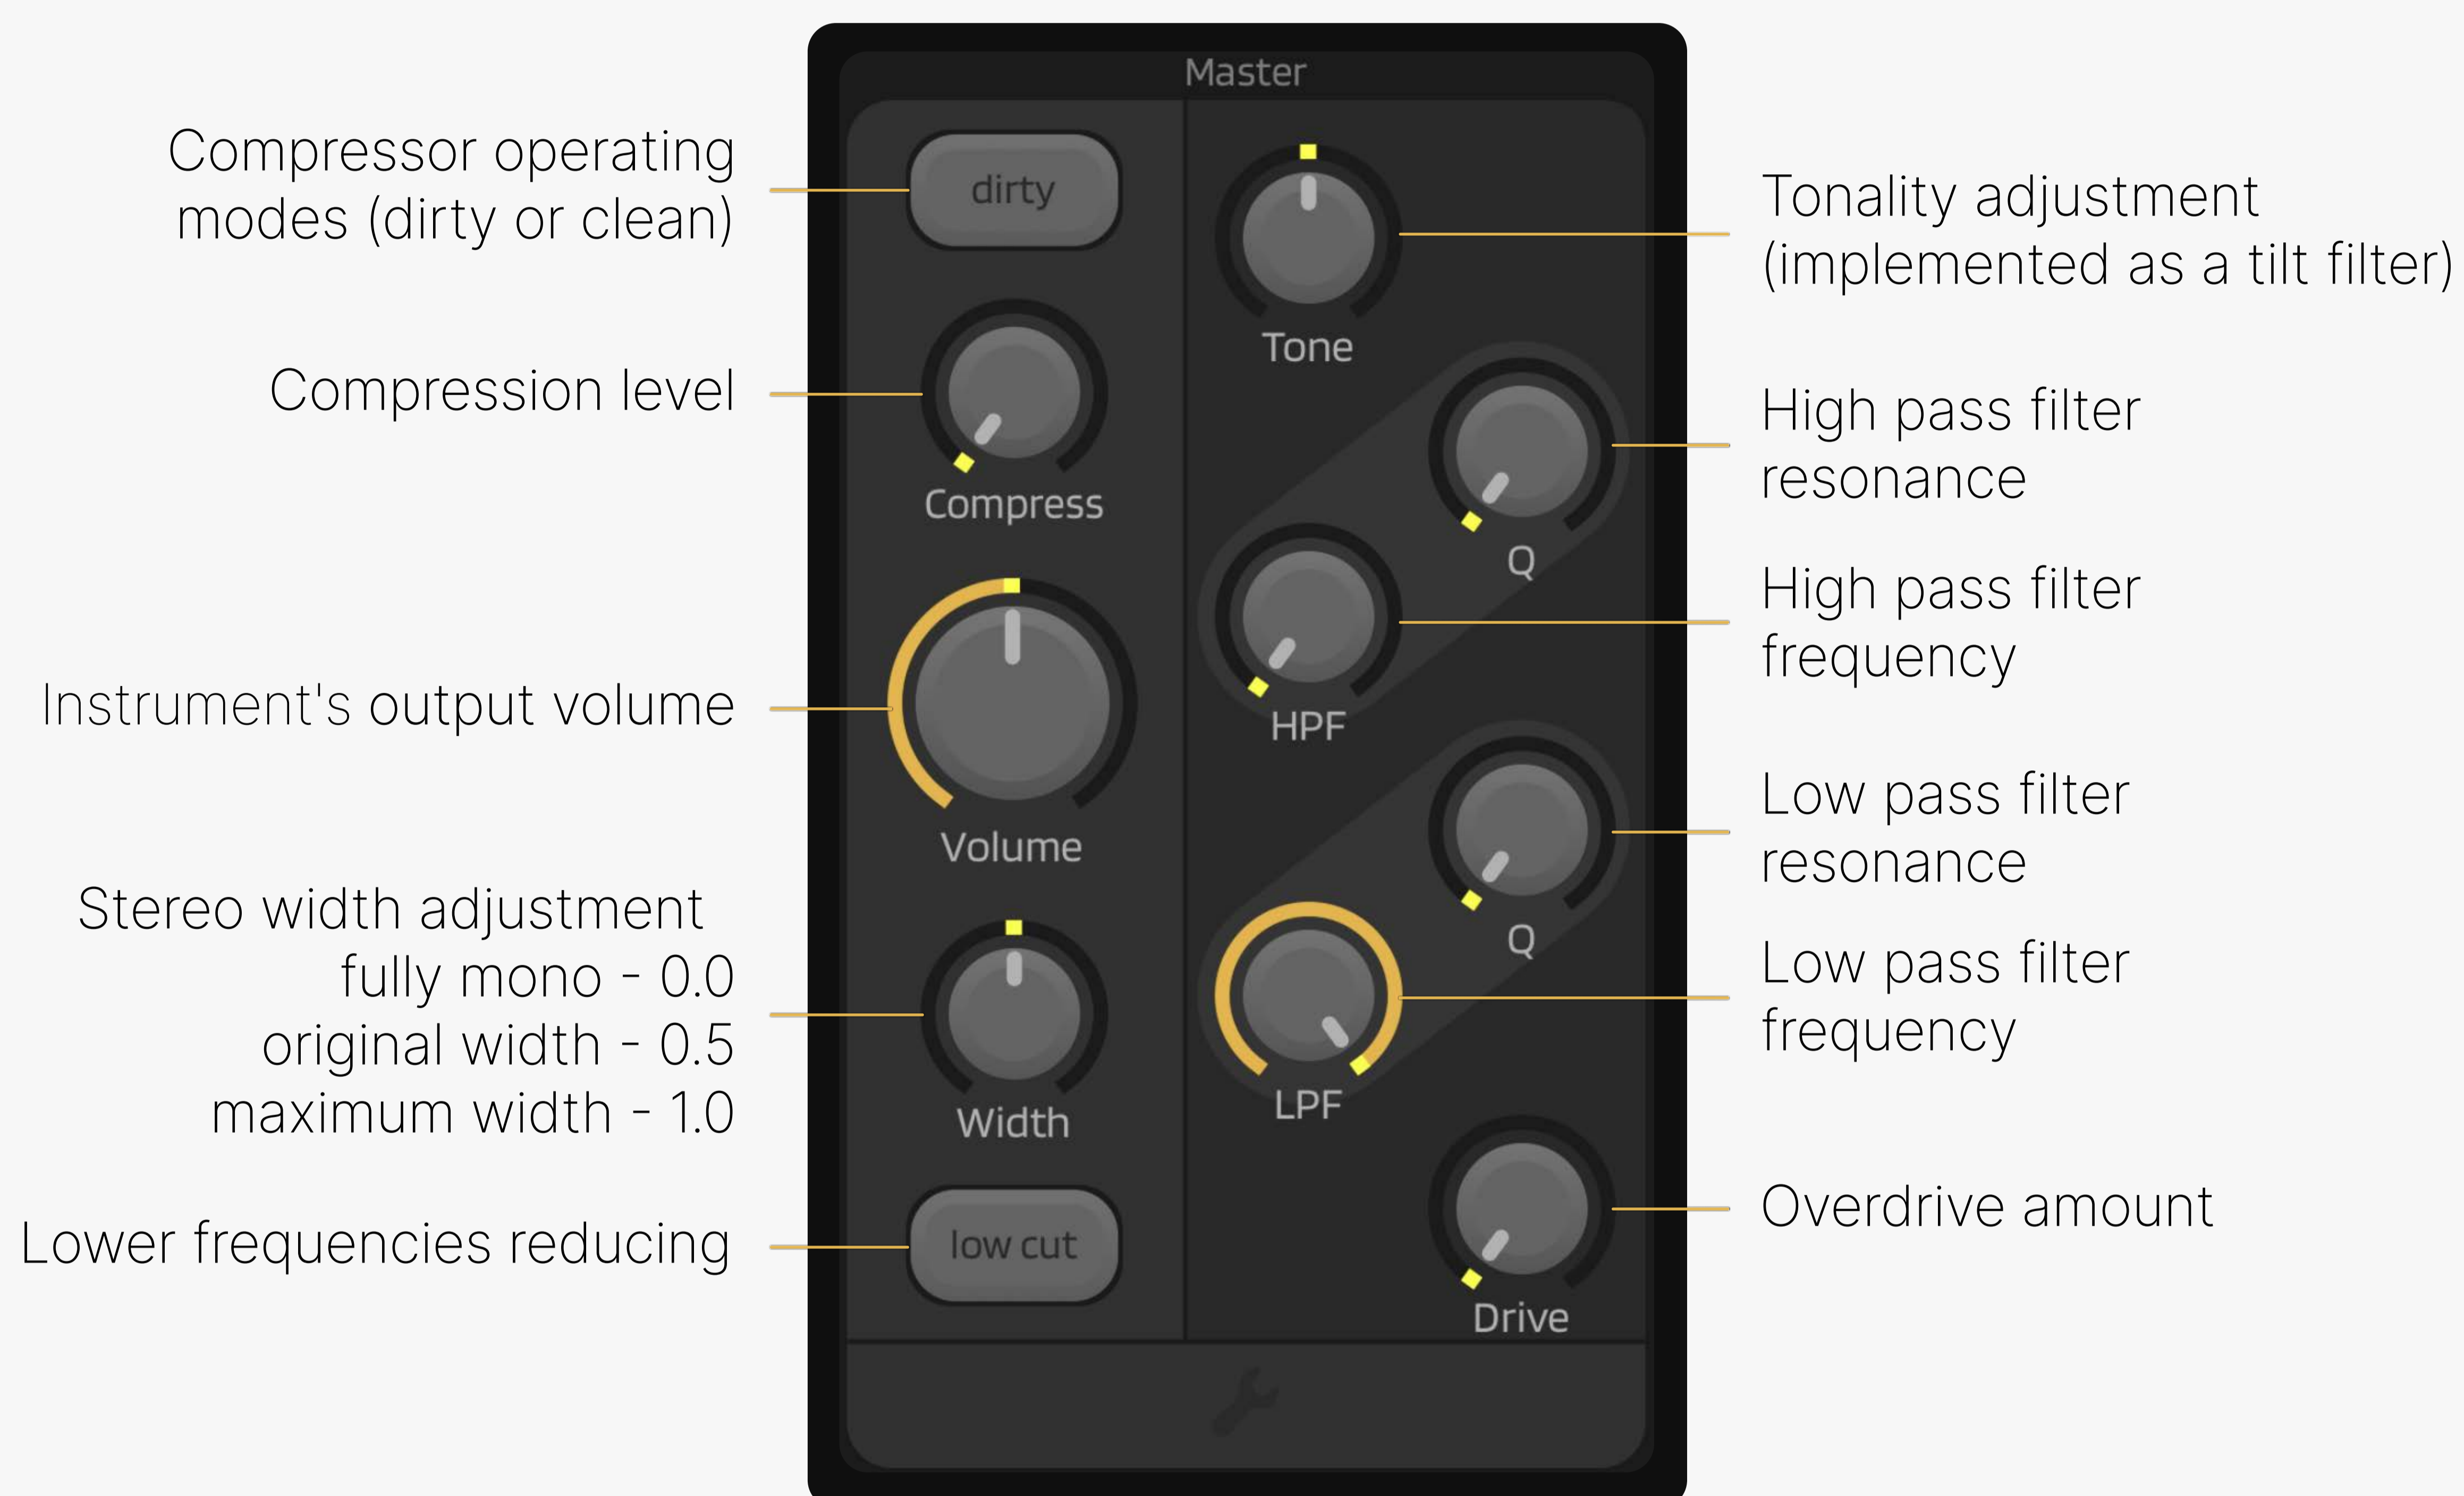 Master
Compressor operating
modes (dirty or clean)
dirty
Tonality adjustment
(implemented as a tilt filter)
Tone
Compression level
Compress
High pass filter
resonance
Q
High pass filter
frequency
HPF
Instrument's output volume
Volume
Low pass filter
resonance
Q
Stereo width adjustment
fully mono - 0.0
original width - 0.5
maximum width - 1.0
Width
Low pass filter
frequency
LPF
Lower frequencies reducing
low cut
Overdrive amount
Drive